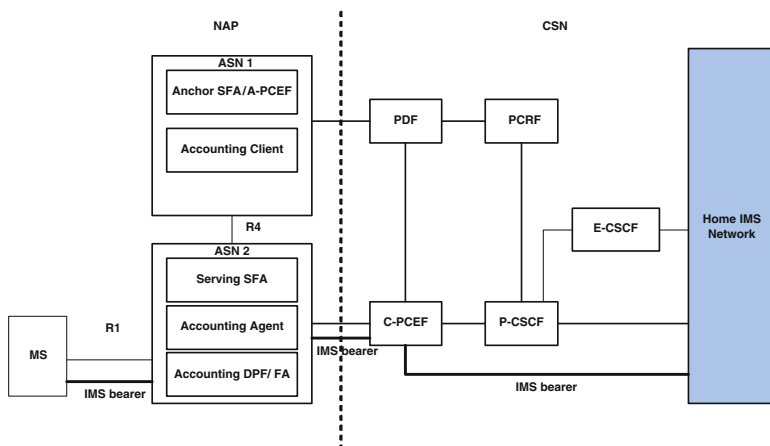 NAP
CSN
ASN 1
Anchor SFA/A-PCEF
Accounting Client
PDF
PCRF
R4
E-CSCF
Home IMS
Network
ASN 2
Serving SFA
R1
Accounting Agent
C-PCEF
P-CSCF
MS
IMS bearer
Accounting DPF/ FA
IMS bearer
IMS bearer